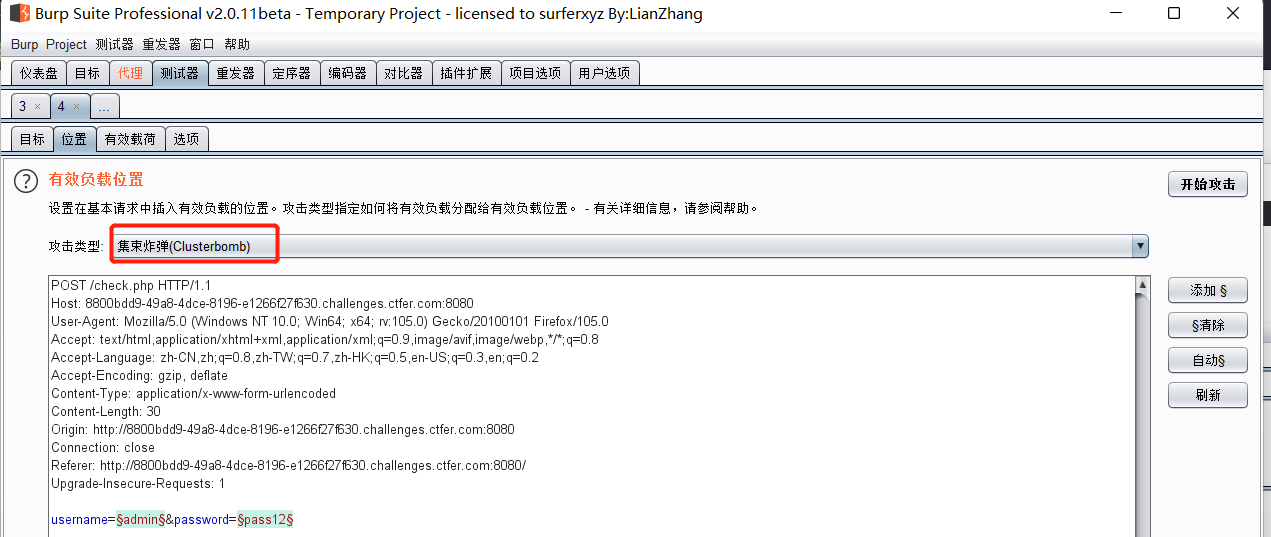 Burp Suite Professional v2.0.11beta - Temporary Project - licensed to surferxyz By:LianZhang
Burp Project 测试器 重发器 窗口 帮助
仪表盘 目标 代理 测试器 重发器 定序器 编码器 对比器 插件扩展 项目选项 用户选项
3 × 4 × ...
目标 位置 有效载荷 选项
? 有效负载位置
开始攻击
设置在基本请求中插入有效负载的位置。攻击类型指定如何将有效负载分配给有效负载位置。 - 有关详细信息，请参阅帮助。
攻击类型: 集束炸弹(Clusterbomb)
POST /check.php HTTP/1.1
Host: 8800bdd9-49a8-4dce-8196-e1266f27f630.challenges.ctfer.com:8080
User-Agent: Mozilla/5.0 (Windows NT 10.0; Win64; x64; rv:105.0) Gecko/20100101 Firefox/105.0
Accept: text/html,application/xhtml+xml,application/xml;q=0.9,image/avif,image/webp,*/*;q=0.8
Accept-Language: zh-CN,zh;q=0.8,zh-TW;q=0.7,zh-HK;q=0.5,en-US;q=0.3,en;q=0.2
Accept-Encoding: gzip, deflate
Content-Type: application/x-www-form-urlencoded
Content-Length: 30
Origin: http://8800bdd9-49a8-4dce-8196-e1266f27f630.challenges.ctfer.com:8080
Connection: close
Referer: http://8800bdd9-49a8-4dce-8196-e1266f27f630.challenges.ctfer.com:8080/
Upgrade-Insecure-Requests: 1
username=§admin§&password=§pass12§
添加 §
§清除
自动§
刷新